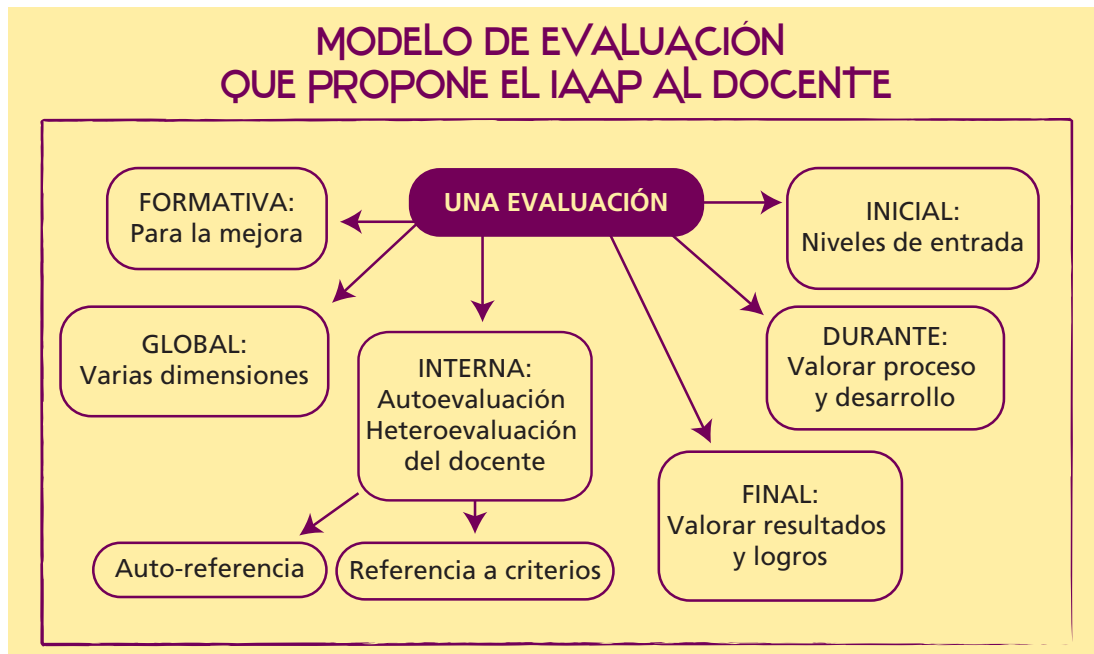 MODELO DE EVALUACIÓN
QUE PROPONE EL IAAP AL DOCENTE
UNA EVALUACIÓN
FORMATIVA:
Para la mejora
GLOBAL:
Varias dimensiones
INTERNA:
Autoevaluación
Heteroevaluación
del docente
Auto-referencia
Referencia a criterios
INICIAL:
Niveles de entrada
DURANTE:
Valorar proceso
y desarrollo
FINAL:
Valorar resultados
y logros